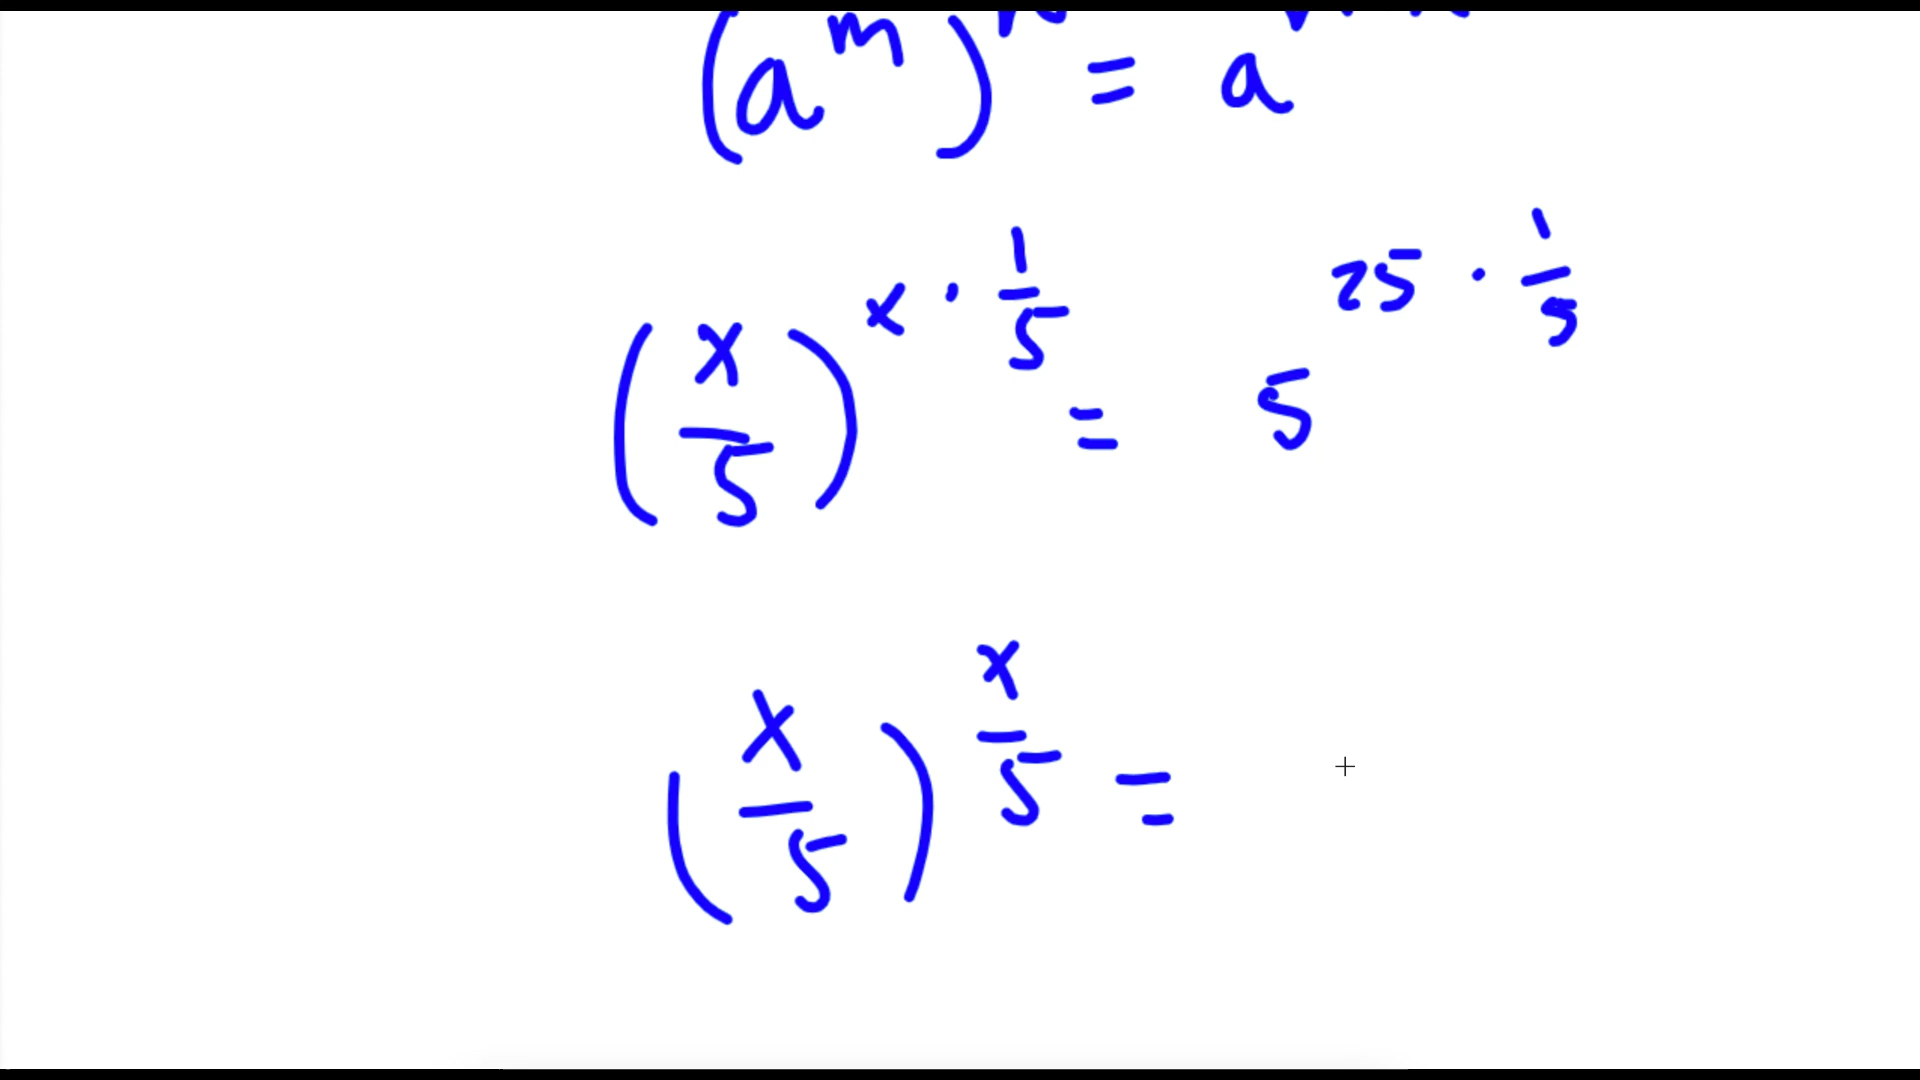 (a^m) = a
(x/5)^(x · 1/5) = 5^(25 · 1/5)
(x/5)^(x/5) =